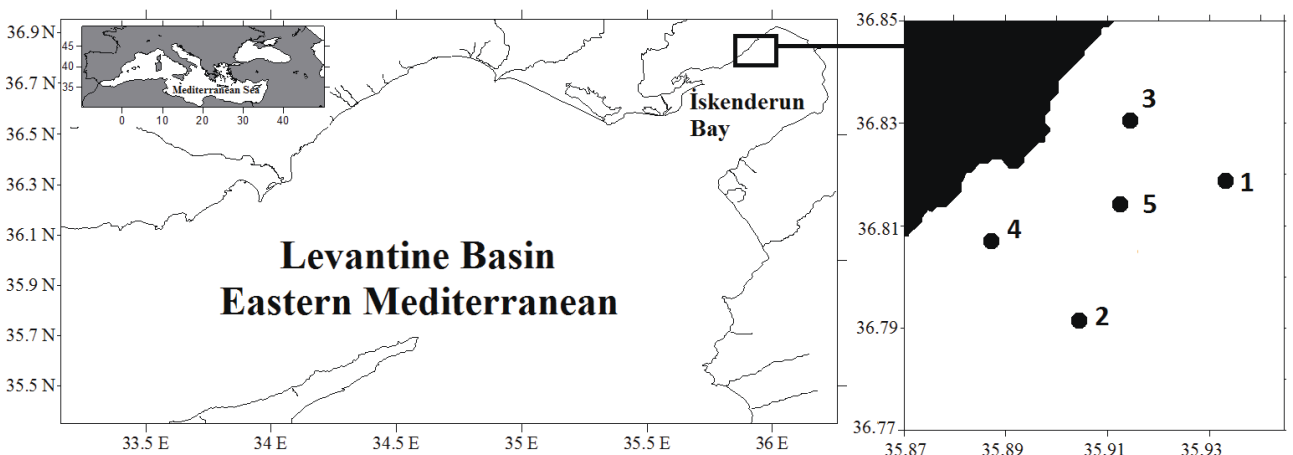 36.9 N
36.7 N
36.5 N
36.3 N
36.1 N
35.9 N
35.7 N
35.5 N
33.5 E
34 E
34.5 E
35 E
35.5 E
36 E
45
40
35
0
10
20
30
40
Mediterranean Sea
İskenderun
Bay
Levantine Basin
Eastern Mediterranean
36.85
36.83
36.81
36.79
36.77
35.87
35.89
35.91
35.93
3
1
5
4
2